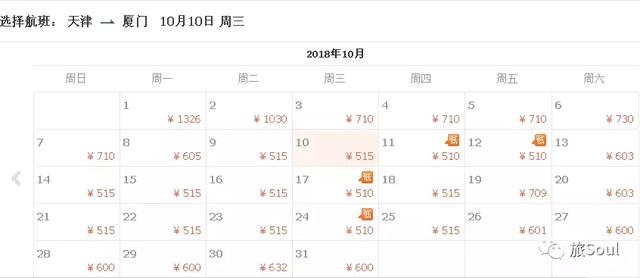 选择航班： 天津 厦门 10月10日 周三
2018年10月
周日 周一 周二 周三 周四 周五 周六
1 2 3 4 5 6
¥ 1326 ¥ 1030 ¥ 710 ¥ 710 ¥ 710 ¥ 730
7 8 9 10 11 低 12 低 13
¥ 710 ¥ 605 ¥ 515 ¥ 515 ¥ 510 ¥ 510 ¥ 603
14 15 16 17 低 18 19 20
¥ 515 ¥ 515 ¥ 515 ¥ 510 ¥ 515 ¥ 709 ¥ 603
21 22 23 24 低 25 26 27
¥ 515 ¥ 515 ¥ 515 ¥ 510 ¥ 515 ¥ 601 ¥ 600
28 29 30 31
¥ 600 ¥ 600 ¥ 632 ¥ 600
旅Soul